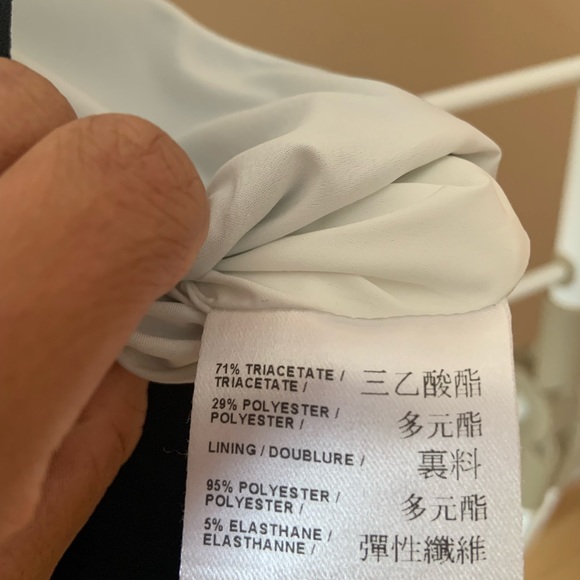 71% TRIACETATE /
TRIACETATE / 三乙酸酯
29% POLYESTER /
POLYESTER / 多元酯
LINING / DOUBLURE / 裏料
95% POLYESTER /
POLYESTER / 多元酯
5% ELASTHANE /
ELASTHANNE / 彈性纖維